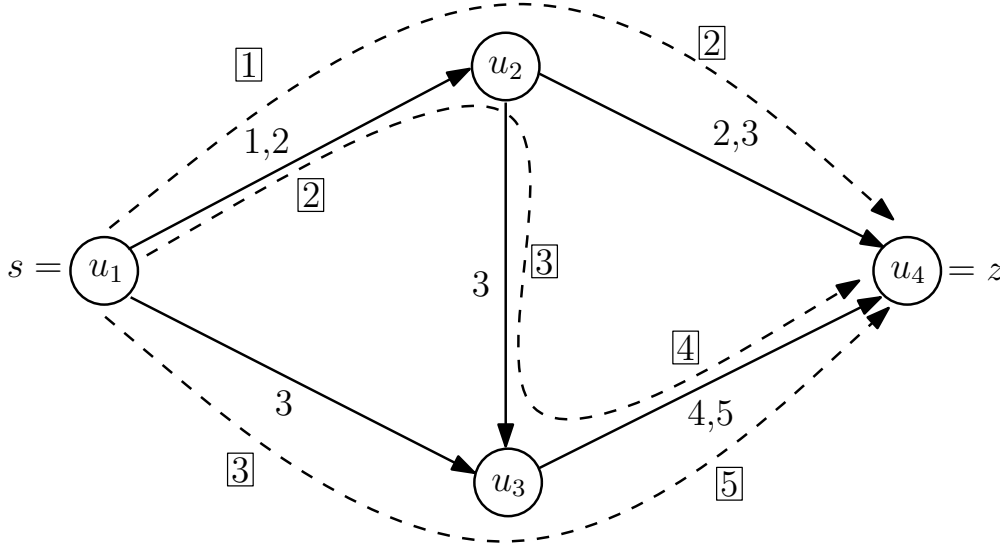 1
2
u₂
1,2
2,3
2
s =
u₁
3
3
u₄
= z
4
3
4,5
3
u₃
5